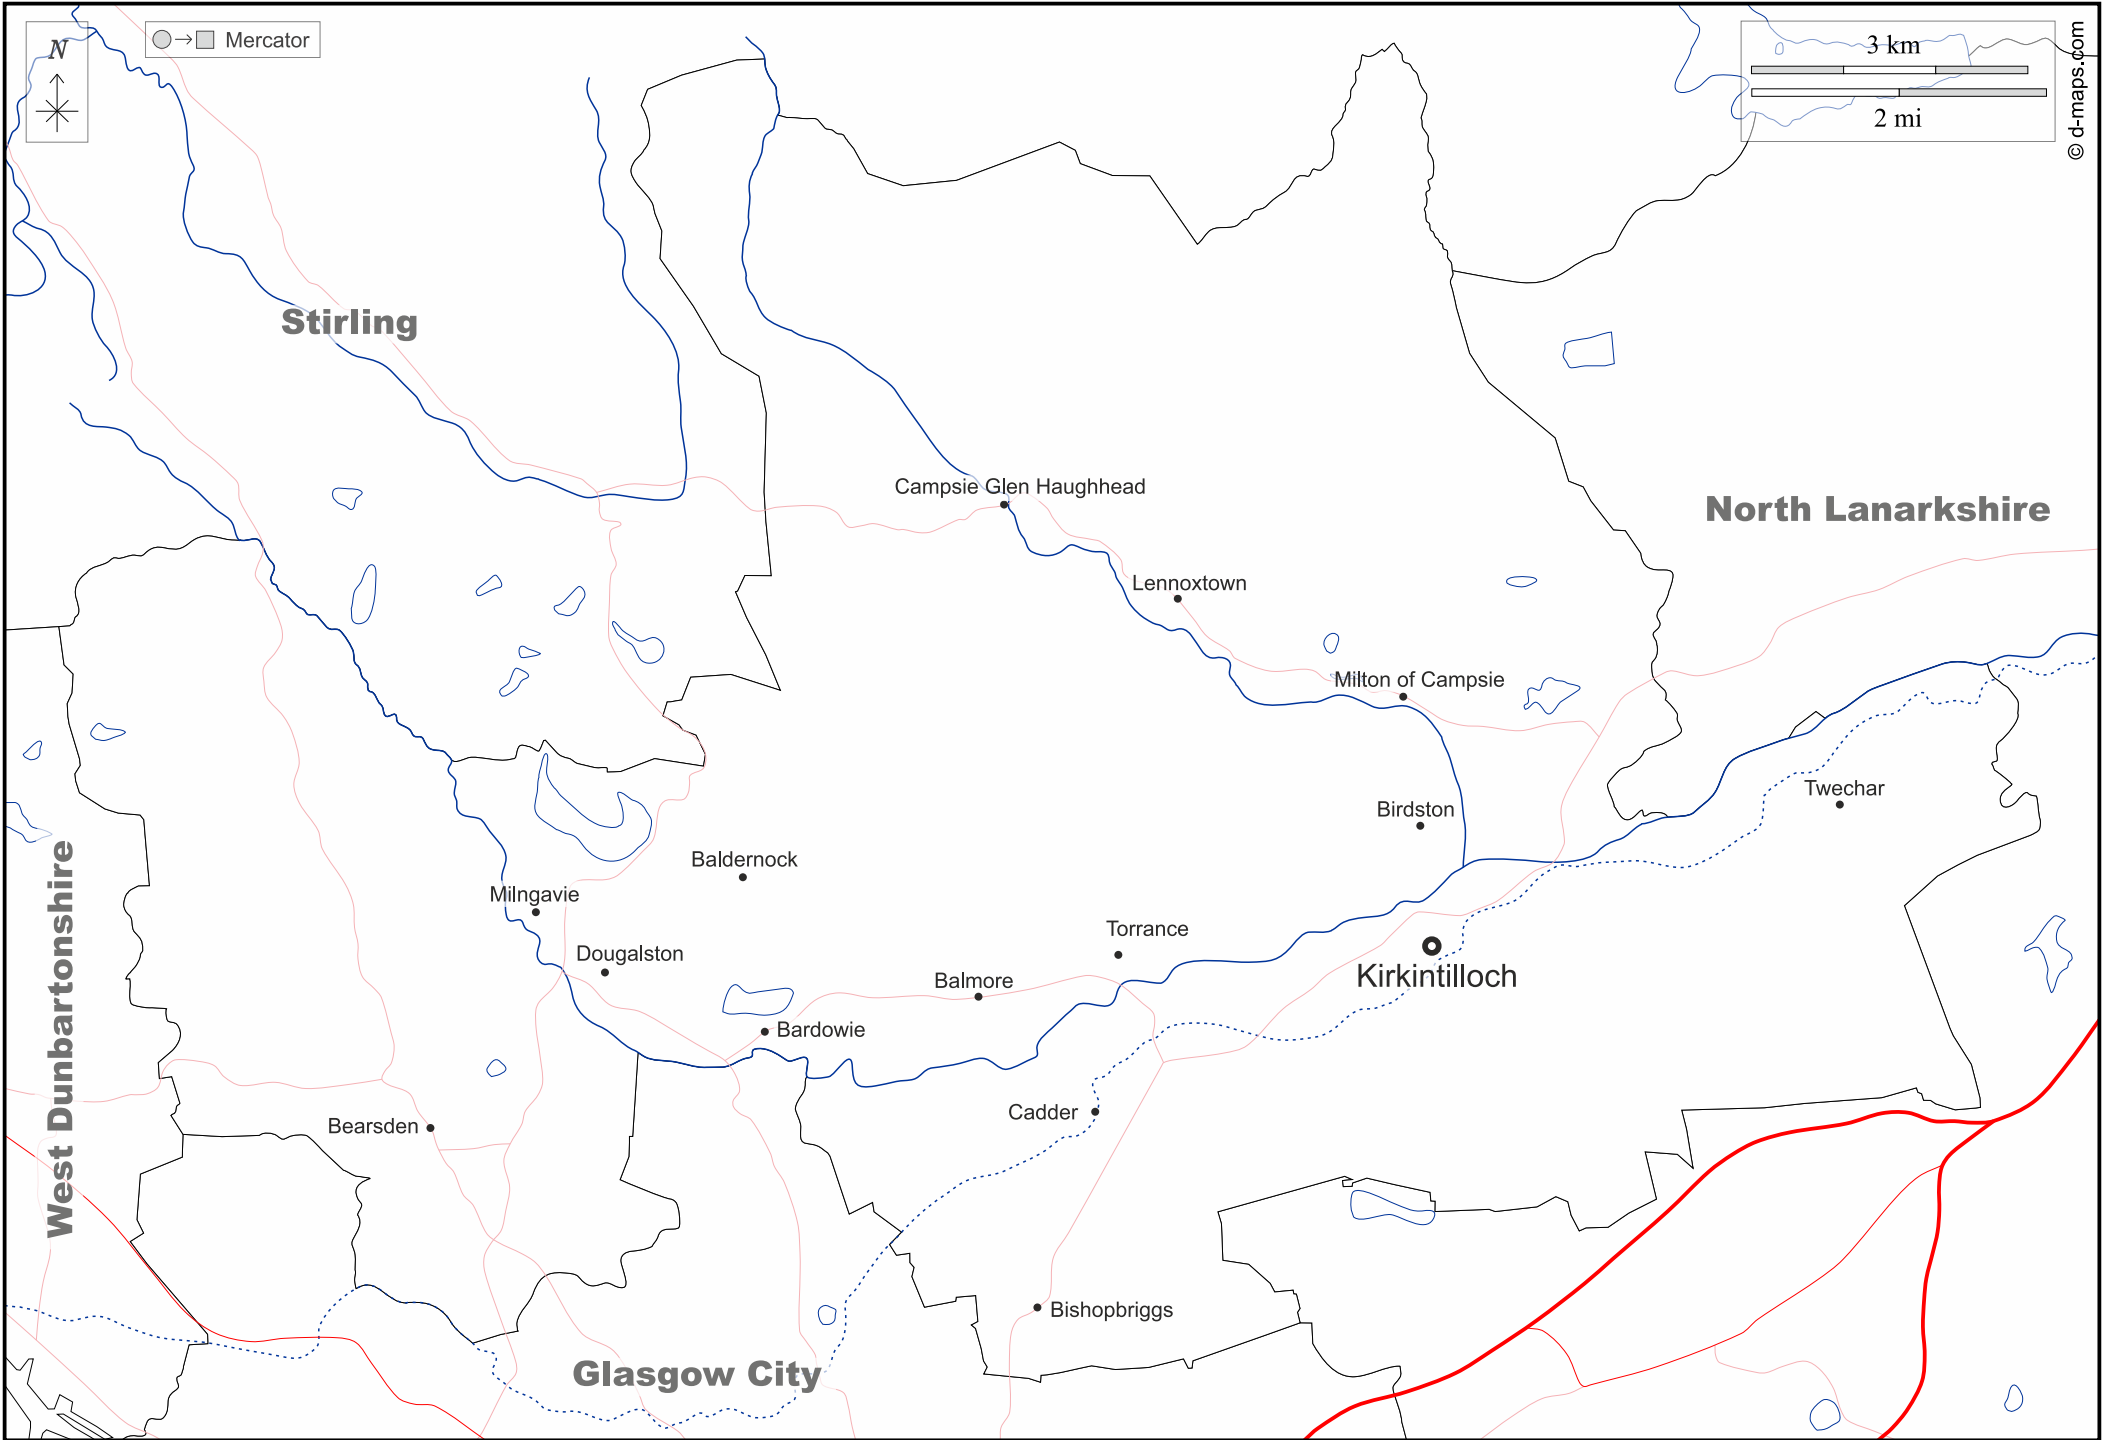 N
Mercator
3 km
2 mi
© d-maps.com
Stirling
Campsie Glen Haughhead
North Lanarkshire
Lennoxtown
Milton of Campsie
Twechar
Birdston
Baldernock
Milngavie
Torrance
Dougalston
Kirkintilloch
Balmore
Bardowie
West Dunbartonshire
Cadder
Bearsden
Bishopbriggs
Glasgow City